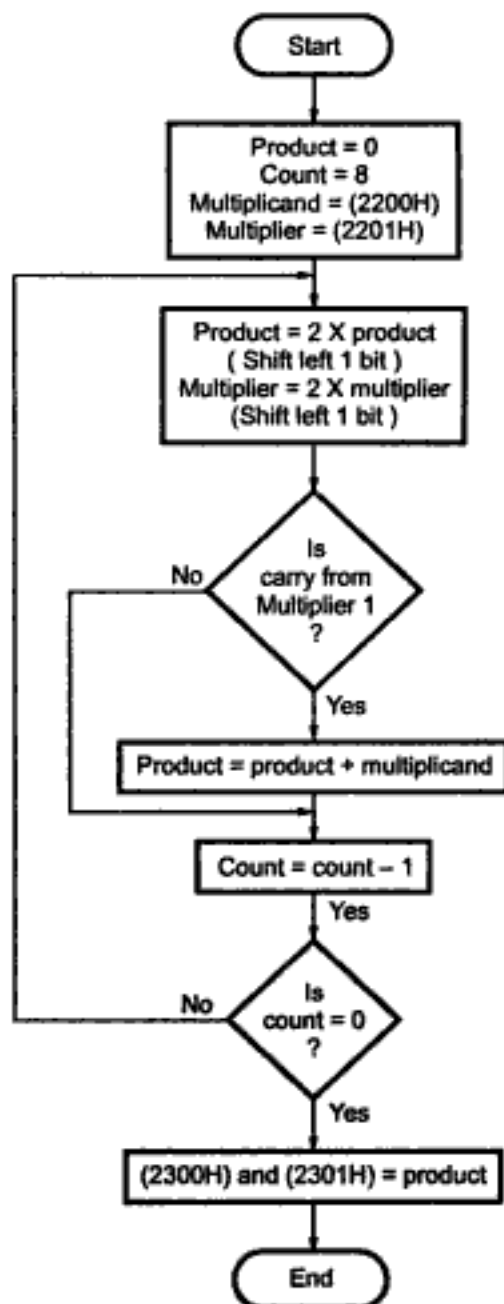 Start
Product = 0
Count = 8
Multiplicand = (2200H)
Multiplier = (2201H)
Product = 2 X product
( Shift left 1 bit )
Multiplier = 2 X multiplier
(Shift left 1 bit )
Is
carry from
Multiplier 1
?
No
Yes
Product = product + multiplicand
Count = count – 1
Yes
Is
count = 0
?
No
Yes
(2300H) and (2301H) = product
End